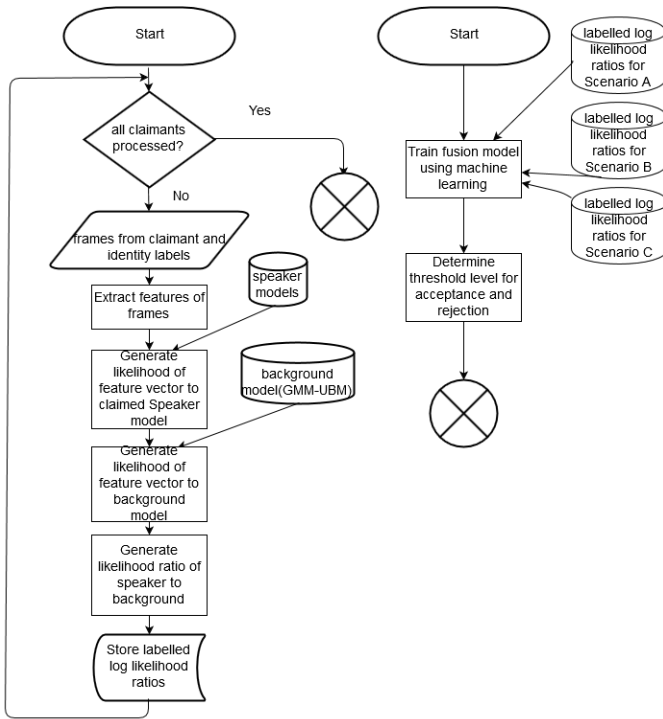 Start
all claimants
processed?
Yes
No
frames from claimant and
identity labels
Extract features of
frames
speaker
models
Generate
likelihood of
feature vector to
claimed Speaker
model
background
model(GMM-UBM)
Generate
likelihood of
feature vector to
background
model
Generate
likelihood ratio of
speaker to
background
Store labelled
log likelihood
ratios
Start
labelled log
likelihood
ratios for
Scenario A
labelled log
likelihood
ratios for
Scenario B
labelled log
likelihood
ratios for
Scenario C
Train fusion model
using machine
learning
Determine
threshold level for
acceptance and
rejection